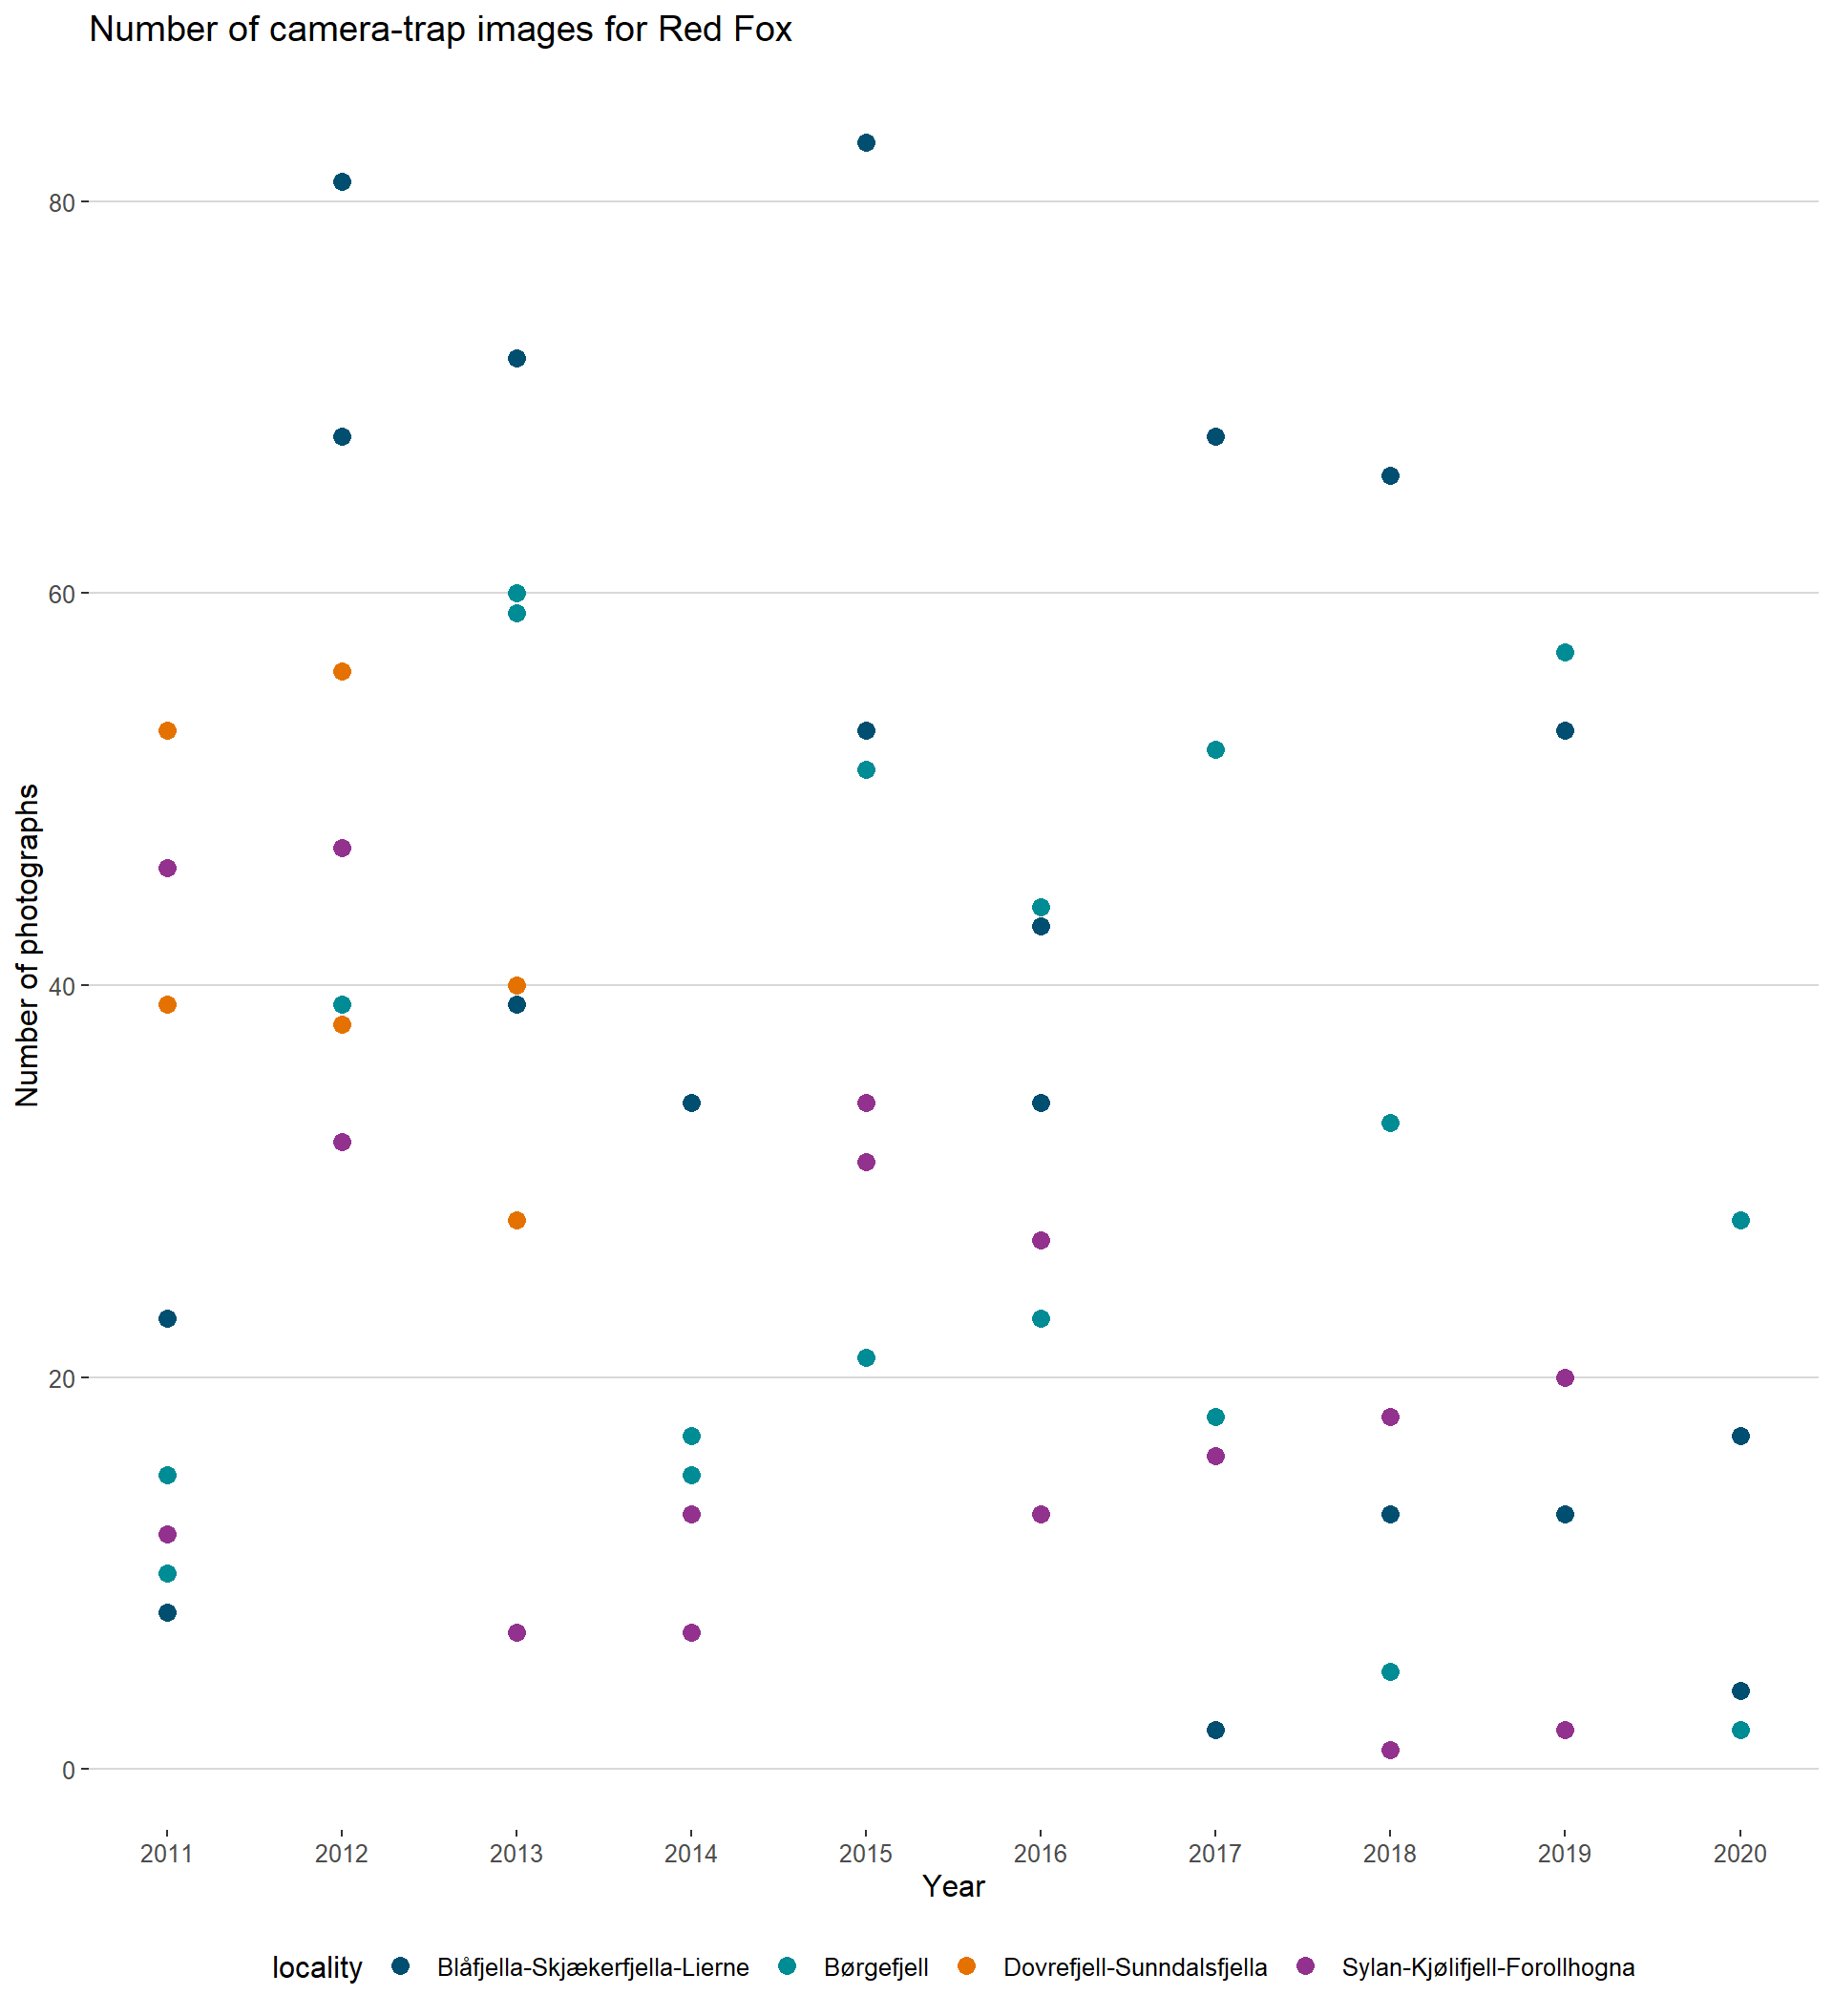 Number of camera-trap images for Red Fox
80
60
40
20
0
Number of photographs
2011 2012 2013 2014 2015 2016 2017 2018 2019 2020
Year
locality Blåfjella-Skjækerfjella-Lierne Børgefjell Dovrefjell-Sunndalsfjella Sylan-Kjølifjell-Forollhogna